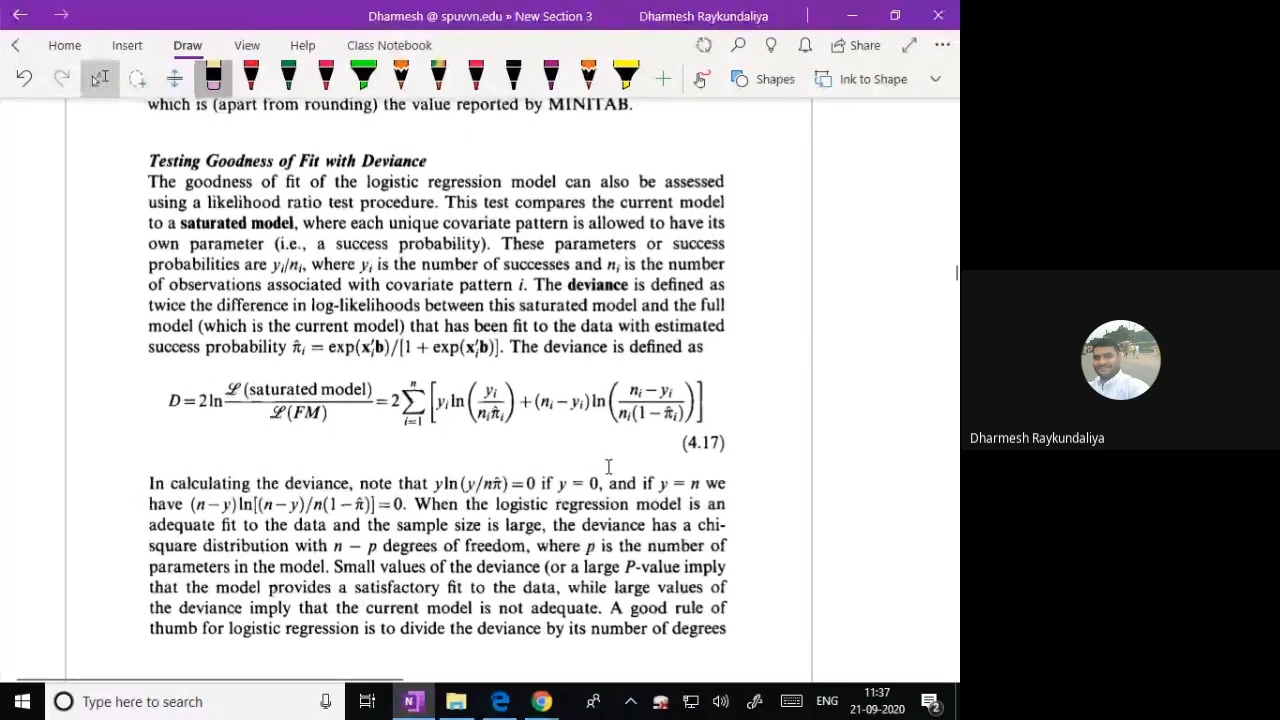 Dharmesh @ spuvvn.edu » New Section 3
Dharmesh Raykundaliya
Home Insert Draw View Help Class Notebook Share
Shapes Ink to Shape
which is (apart from rounding) the value reported by MINITAB.
Testing Goodness of Fit with Deviance
The goodness of fit of the logistic regression model can also be assessed
using a likelihood ratio test procedure. This test compares the current model
to a saturated model, where each unique covariate pattern is allowed to have its
own parameter (i.e., a success probability). These parameters or success
probabilities are yᵢ/nᵢ, where yᵢ is the number of successes and nᵢ is the number
of observations associated with covariate pattern i. The deviance is defined as
twice the difference in log-likelihoods between this saturated model and the full
model (which is the current model) that has been fit to the data with estimated
success probability π̂ᵢ = exp(x′ᵢb)/[1 + exp(x′ᵢb)]. The deviance is defined as
D = 2 ln ℒ(saturated model)/ℒ(FM) = 2 ∑ᵢ₌₁ⁿ [yᵢ ln (yᵢ/nᵢπ̂ᵢ) + (nᵢ − yᵢ) ln (nᵢ − yᵢ/nᵢ(1 − π̂ᵢ))]
(4.17)
In calculating the deviance, note that y ln (y/nπ̂) = 0 if y = 0, and if y = n we
have (n − y) ln[(n − y)/n(1 − π̂)] = 0. When the logistic regression model is an
adequate fit to the data and the sample size is large, the deviance has a chi-
square distribution with n − p degrees of freedom, where p is the number of
parameters in the model. Small values of the deviance (or a large P-value imply
that the model provides a satisfactory fit to the data, while large values of
the deviance imply that the current model is not adequate. A good rule of
thumb for logistic regression is to divide the deviance by its number of degrees
Dharmesh Raykundaliya
Type here to search
ENG
11:37
21-09-2020
2